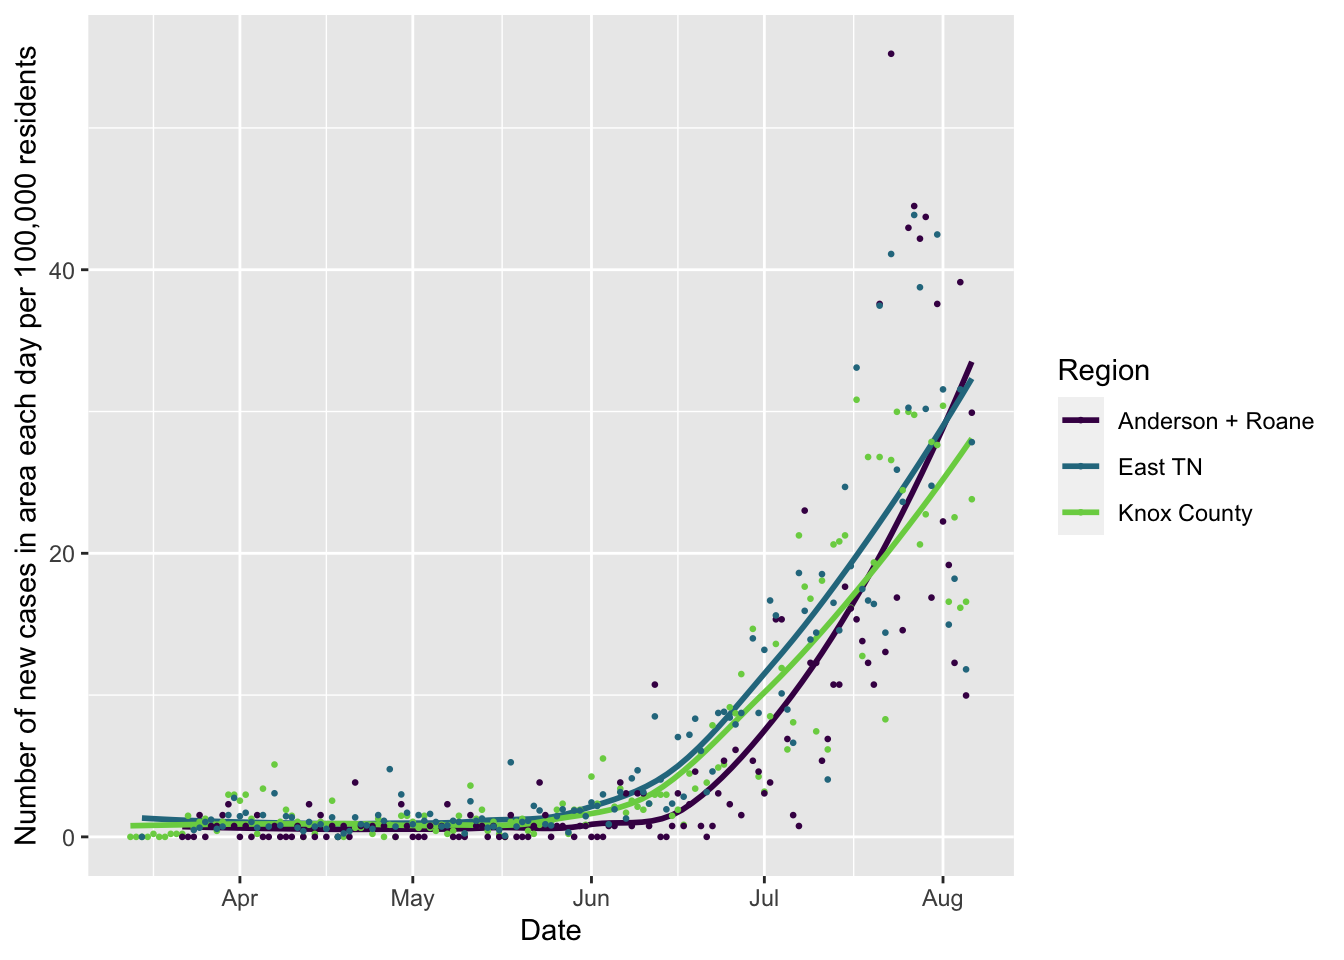 Number of new cases in area each day per 100,000 residents
40
20
0
Apr May Jun Jul Aug
Date
Region
Anderson + Roane
East TN
Knox County